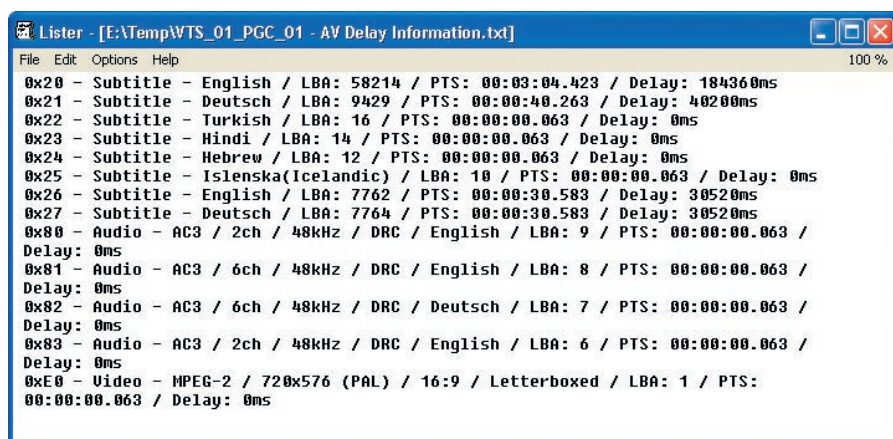 Lister - [E:\Temp\VTS_01_PGC_01 - AV Delay Information.txt]
File Edit Options Help 100 %
0x20 - Subtitle - English / LBA: 58214 / PTS: 00:03:04.423 / Delay: 184360ms
0x21 - Subtitle - Deutsch / LBA: 9429 / PTS: 00:00:40.263 / Delay: 40200ms
0x22 - Subtitle - Turkish / LBA: 16 / PTS: 00:00:00.063 / Delay: 0ms
0x23 - Subtitle - Hindi / LBA: 14 / PTS: 00:00:00.063 / Delay: 0ms
0x24 - Subtitle - Hebrew / LBA: 12 / PTS: 00:00:00.063 / Delay: 0ms
0x25 - Subtitle - Islenska(Icelandic) / LBA: 10 / PTS: 00:00:00.063 / Delay: 0ms
0x26 - Subtitle - English / LBA: 7762 / PTS: 00:00:30.583 / Delay: 30520ms
0x27 - Subtitle - Deutsch / LBA: 7764 / PTS: 00:00:30.583 / Delay: 30520ms
0x80 - Audio - AC3 / 2ch / 48kHz / DRC / English / LBA: 9 / PTS: 00:00:00.063 /
Delay: 0ms
0x81 - Audio - AC3 / 6ch / 48kHz / DRC / English / LBA: 8 / PTS: 00:00:00.063 /
Delay: 0ms
0x82 - Audio - AC3 / 6ch / 48kHz / DRC / Deutsch / LBA: 7 / PTS: 00:00:00.063 /
Delay: 0ms
0x83 - Audio - AC3 / 2ch / 48kHz / DRC / English / LBA: 6 / PTS: 00:00:00.063 /
Delay: 0ms
0xE0 - Video - MPEG-2 / 720x576 (PAL) / 16:9 / Letterboxed / LBA: 1 / PTS:
00:00:00.063 / Delay: 0ms